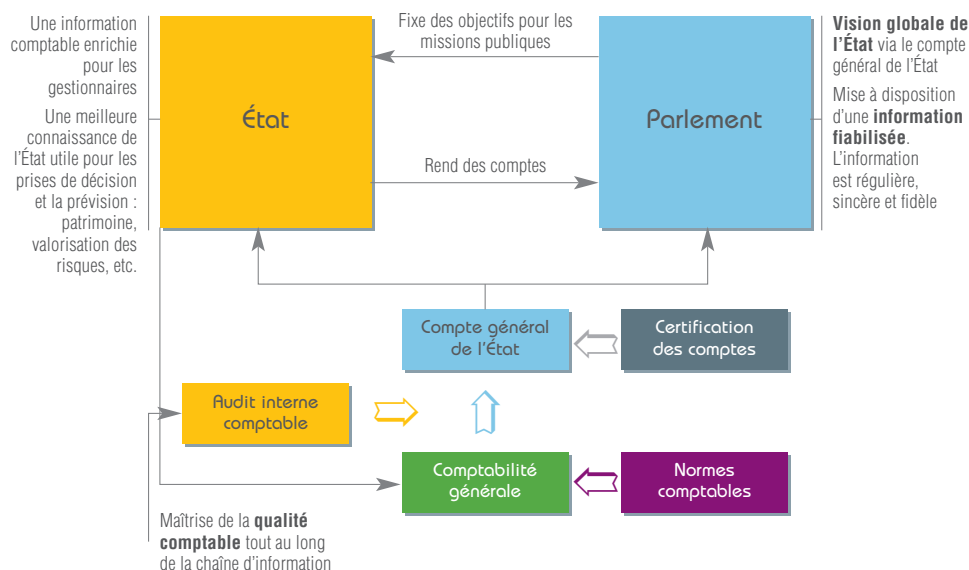 Une information
comptable enrichie
pour les
gestionnaires
Une meilleure
connaissance de
l'État utile pour les
prises de décision
et la prévision :
patrimoine,
valorisation des
risques, etc.
État
Fixe des objectifs pour les
missions publiques
Rend des comptes
Parlement
Vision globale de
l'État via le compte
général de l'État
Mise à disposition
d'une information
fiabilisée.
L'information
est régulière,
sincère et fidèle
Compte général
de l'État
Certification
des comptes
Audit interne
comptable
Comptabilité
générale
Normes
comptables
Maîtrise de la qualité
comptable tout au long
de la chaîne d'information